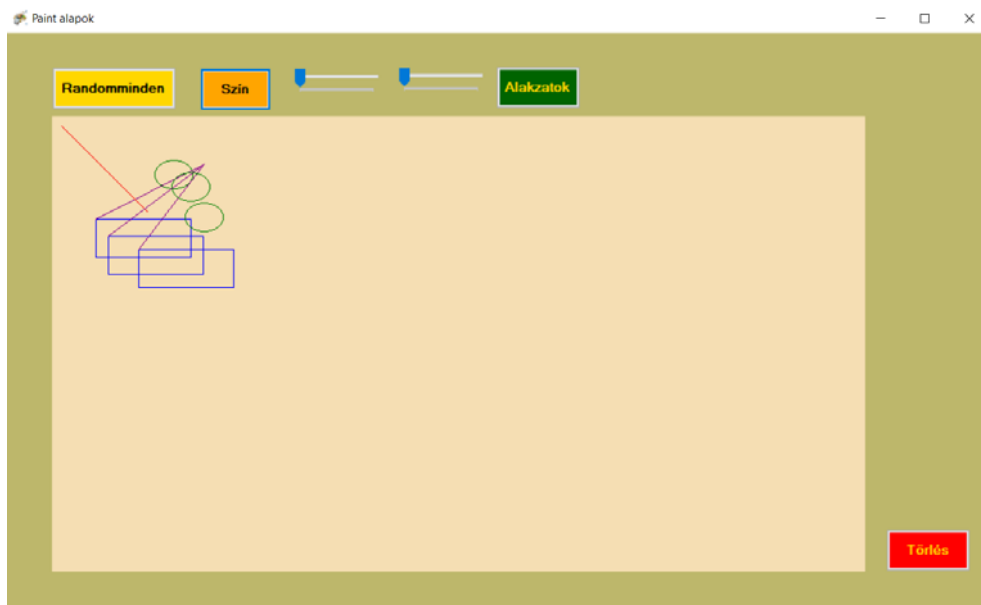 Paint alapok
Randomminden
Szín
Alakzatok
Törlés